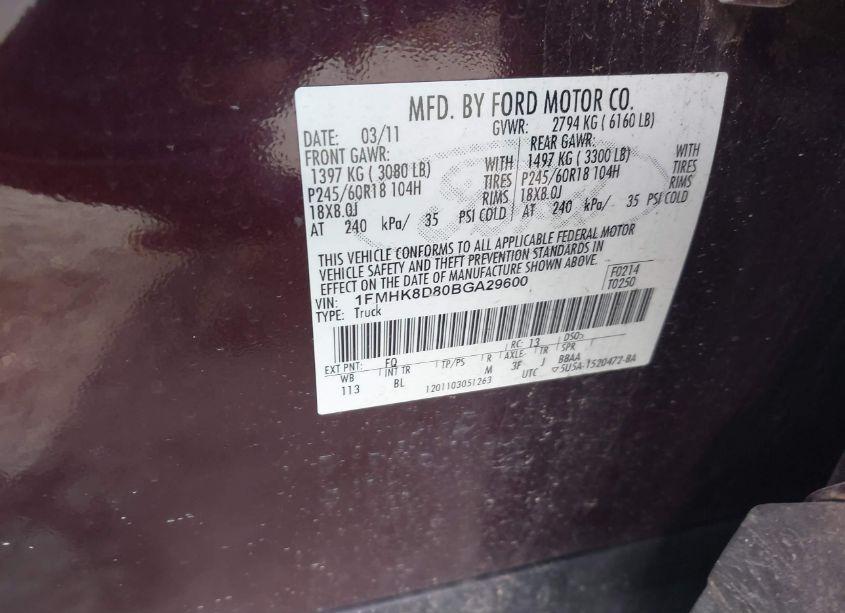 MFD. BY FORD MOTOR CO.
DATE: 03/11 GVWR: 2794 KG ( 6160 LB)
FRONT GAWR: REAR GAWR:
1397 KG ( 3080 LB) WITH 1497 KG ( 3300 LB) WITH
P245/60R18 104H TIRES P245/60R18 104H TIRES
18X8.0J RIMS 18X8.0J RIMS
AT 240 kPa/ 35 PSI COLD AT 240 kPa/ 35 PSI COLD
THIS VEHICLE CONFORMS TO ALL APPLICABLE FEDERAL MOTOR
VEHICLE SAFETY AND THEFT PREVENTION STANDARDS IN
EFFECT ON THE DATE OF MANUFACTURE SHOWN ABOVE.
VIN: 1FMHK8D80BGA29600 F0214
TYPE: Truck T0250
EXT PNT: FQ RC: 13 DSO:
WB INT TR TP/PS R AXLE TR SPR
113 BL M 3F J BBAA
1201103051263 UTC 5USA-1520472-BA